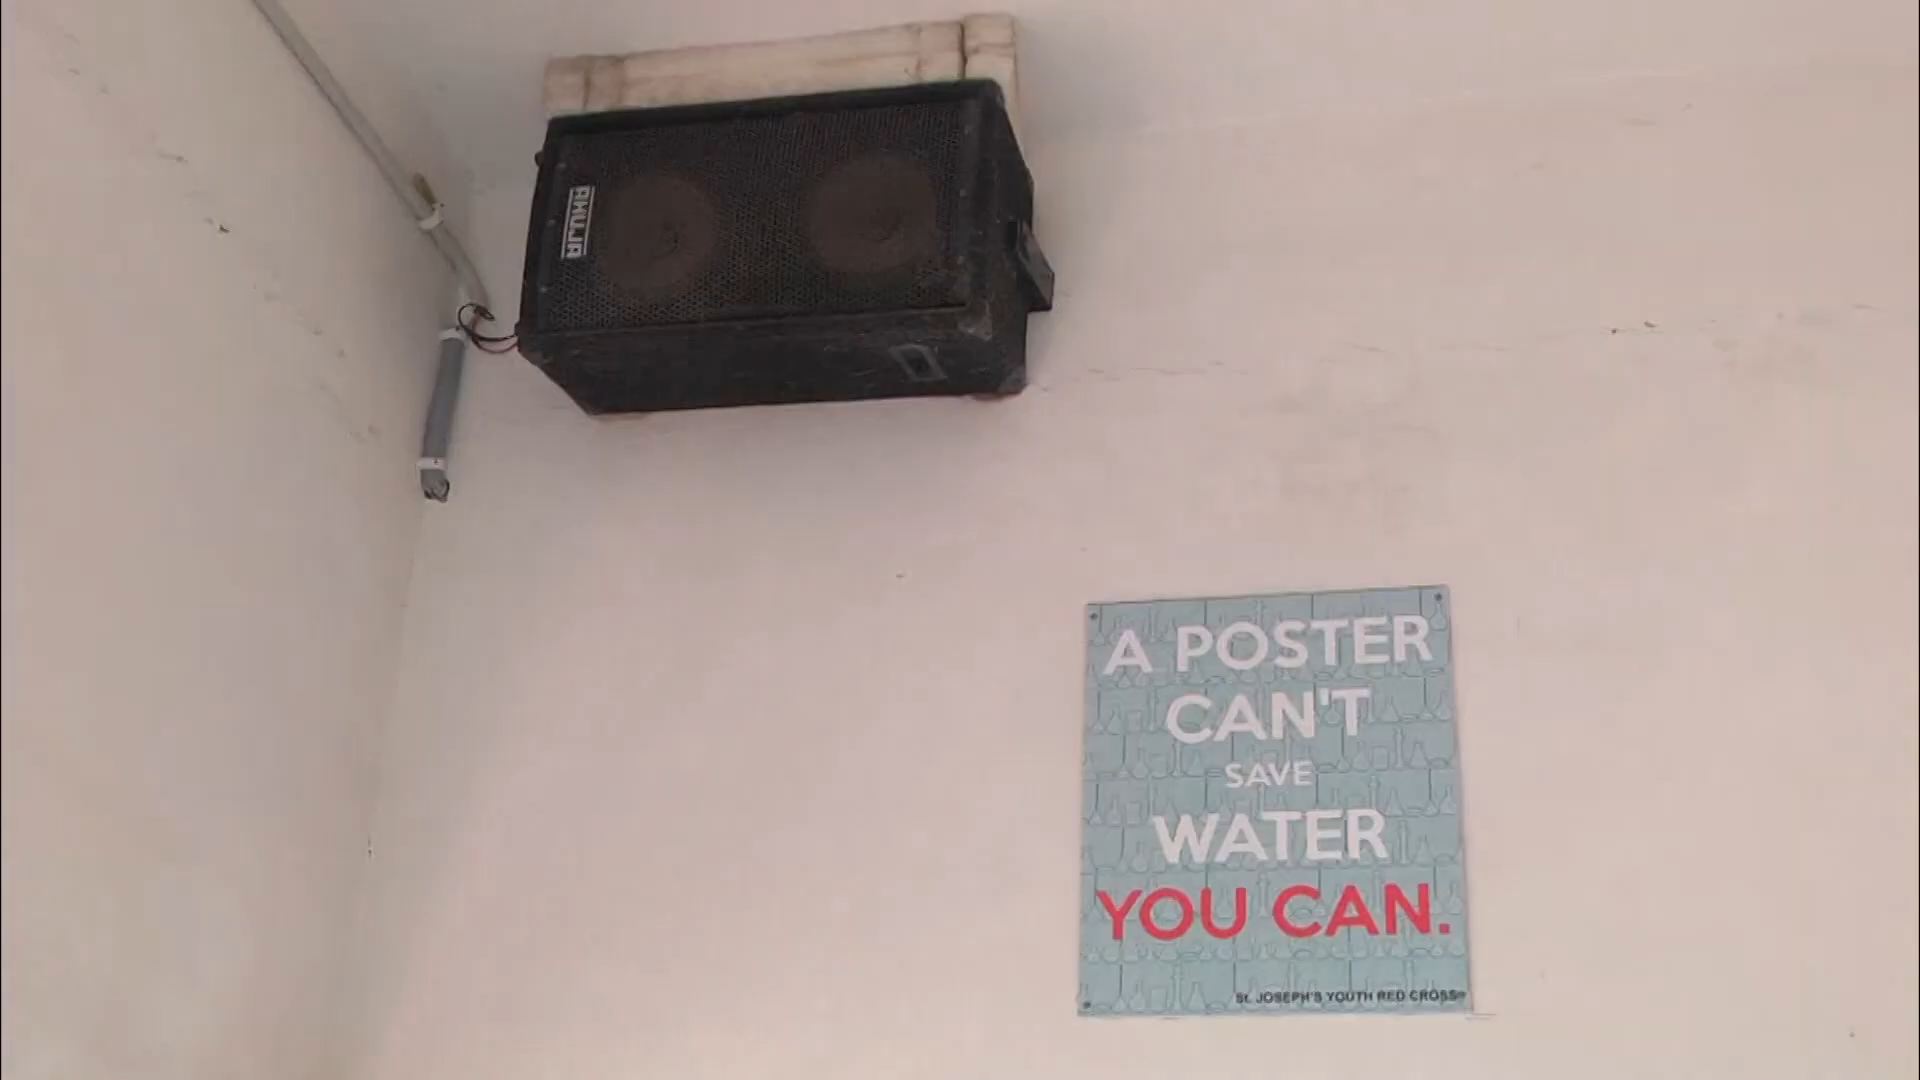 AHUJA
A POSTER
CAN'T
SAVE
WATER
YOU CAN.
St. JOSEPH'S YOUTH RED CROSS®